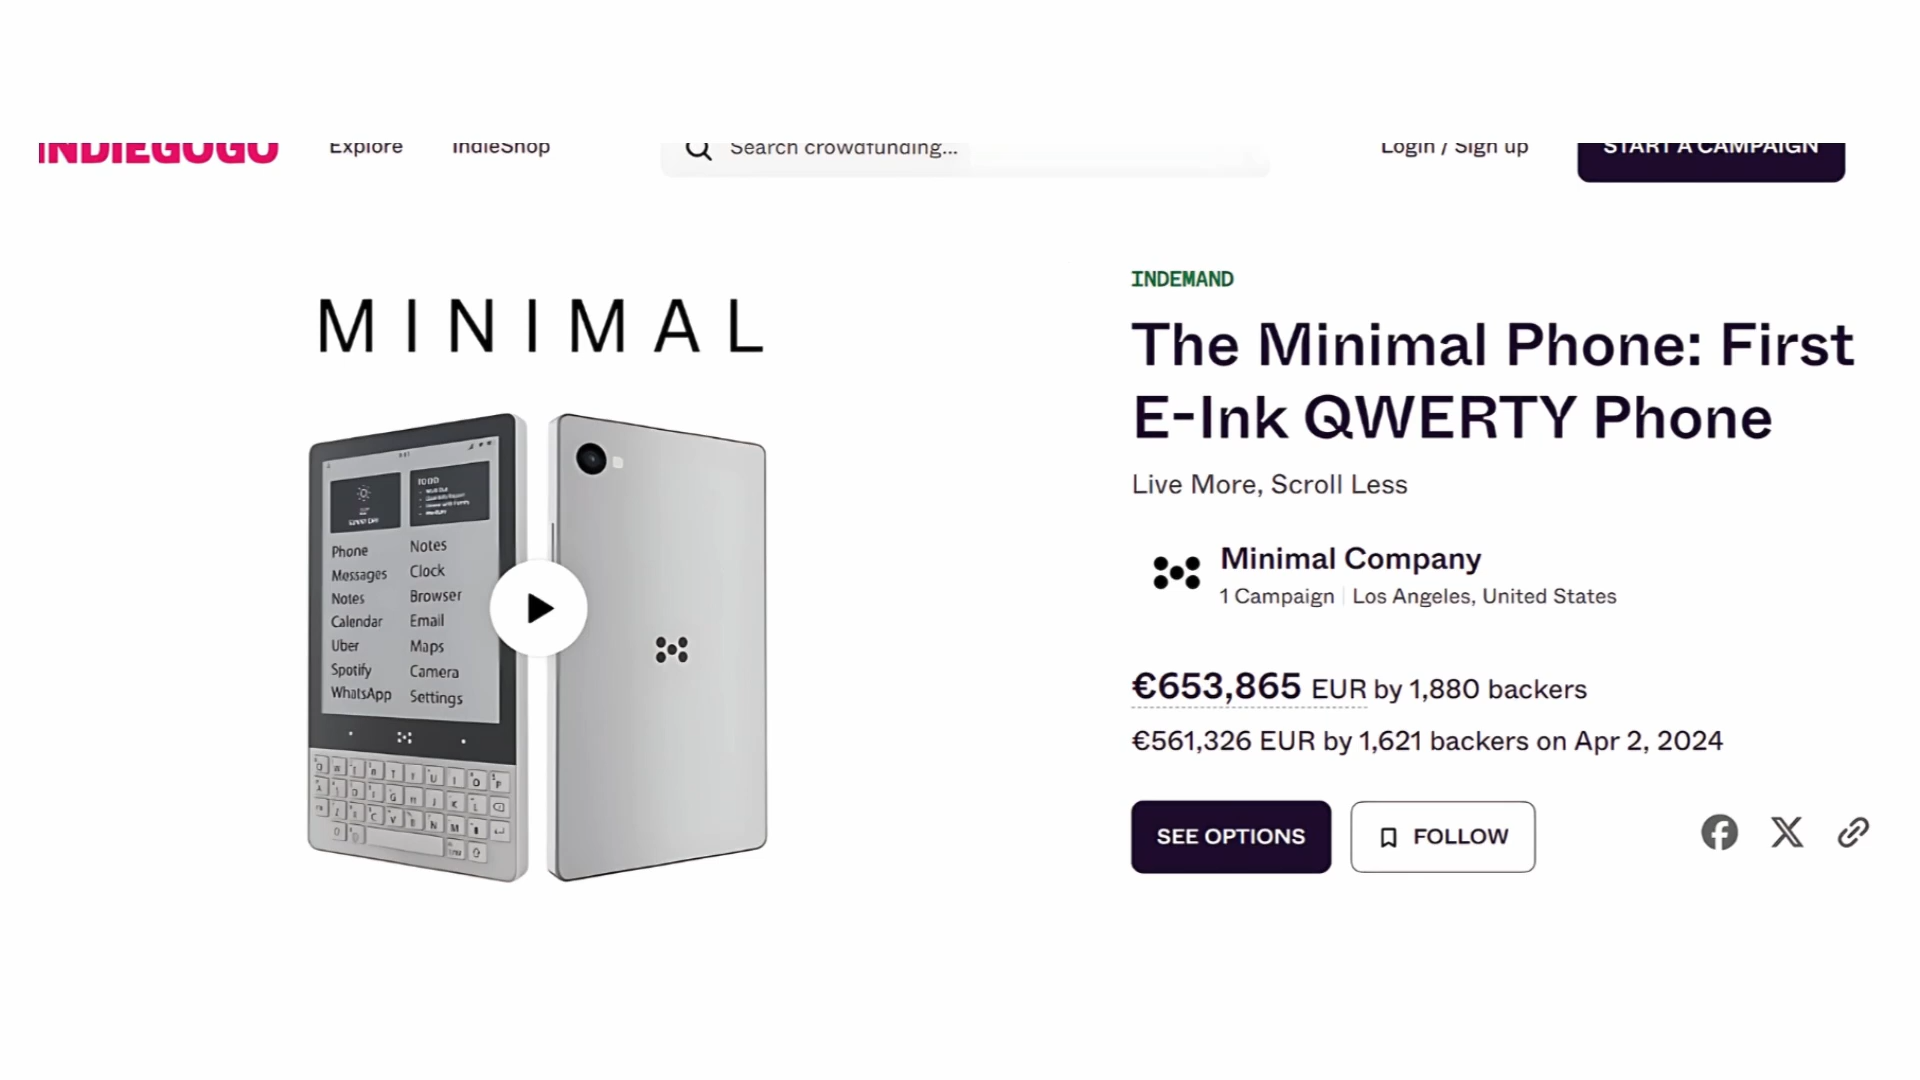 INDIEGOGO
Explore
IndieShop
Search crowdfunding...
Login / Sign up
START A CAMPAIGN
MINIMAL
TO DO
Phone
Messages
Notes
Calendar
Uber
Spotify
WhatsApp
Notes
Clock
Browser
Email
Maps
Camera
Settings
INDEMAND
The Minimal Phone: First
E-Ink QWERTY Phone
Live More, Scroll Less
Minimal Company
1 Campaign | Los Angeles, United States
€653,865 EUR by 1,880 backers
€561,326 EUR by 1,621 backers on Apr 2, 2024
SEE OPTIONS
FOLLOW